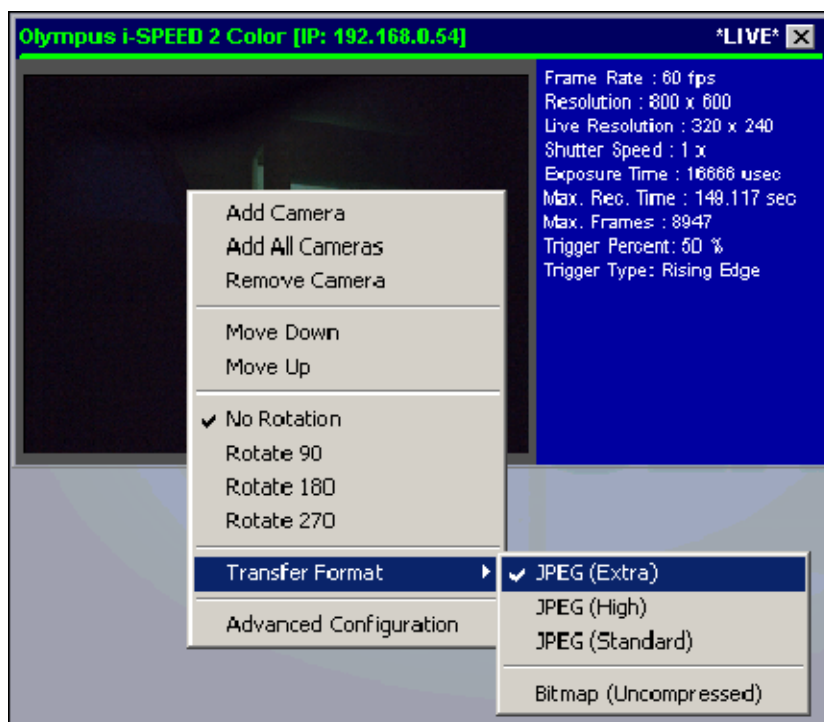 Olympus i-SPEED 2 Color [IP: 192.168.0.54] *LIVE*
Frame Rate : 60 fps
Resolution : 800 x 600
Live Resolution : 320 x 240
Shutter Speed : 1 x
Exposure Time : 16666 usec
Max. Rec. Time : 149.117 sec
Max. Frames : 8947
Trigger Percent: 50 %
Trigger Type: Rising Edge
Add Camera
Add All Cameras
Remove Camera
Move Down
Move Up
No Rotation
Rotate 90
Rotate 180
Rotate 270
Transfer Format
Advanced Configuration
JPEG (Extra)
JPEG (High)
JPEG (Standard)
Bitmap (Uncompressed)